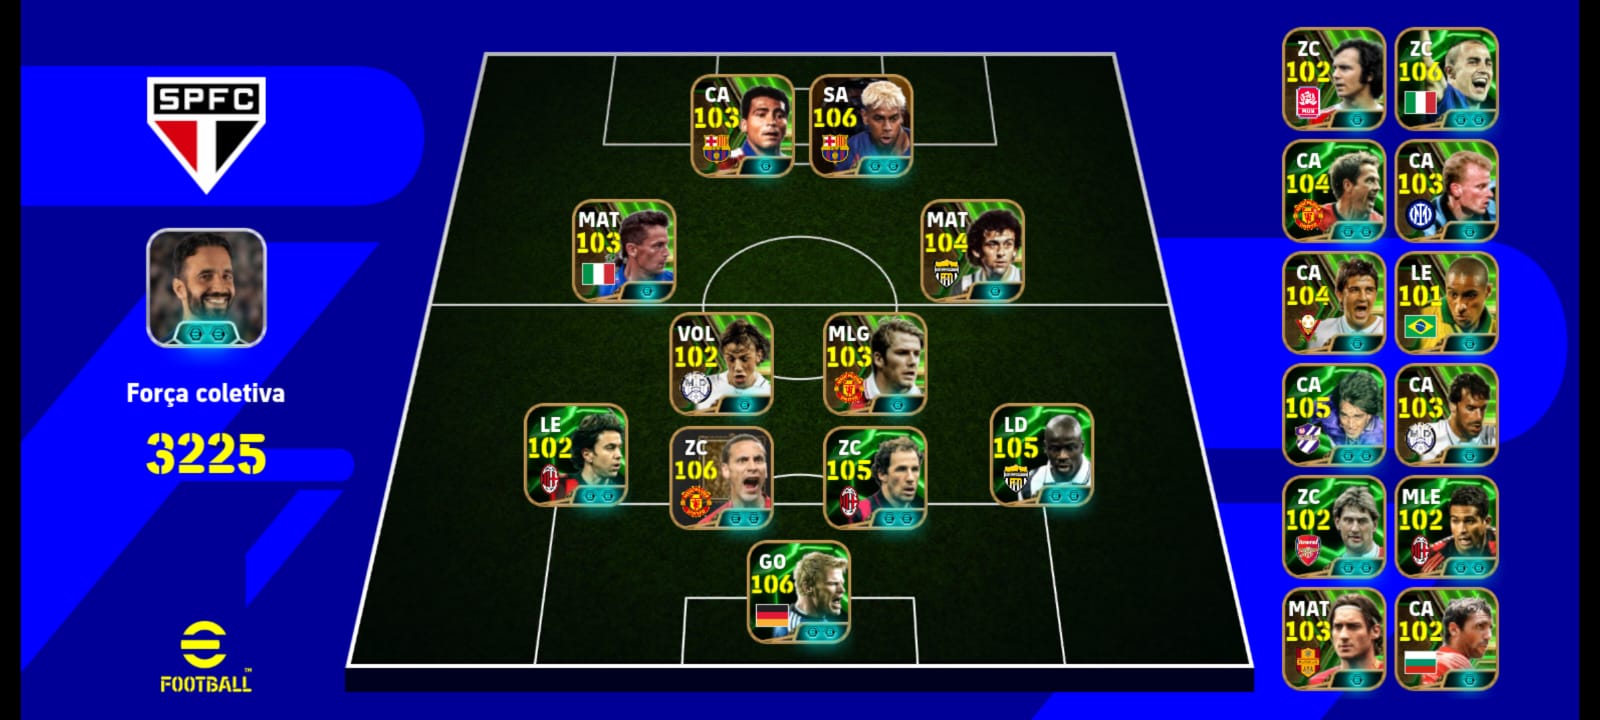 SPFC
Força coletiva
3225
FOOTBALL™
CA
103
SA
106
MAT
103
MAT
104
VOL
102
MLG
103
LE
102
ZC
106
ZC
105
LD
105
GO
106
ZC
102
ZC
106
CA
104
CA
103
CA
104
LE
101
CA
105
CA
103
ZC
102
MLE
102
MAT
103
CA
102